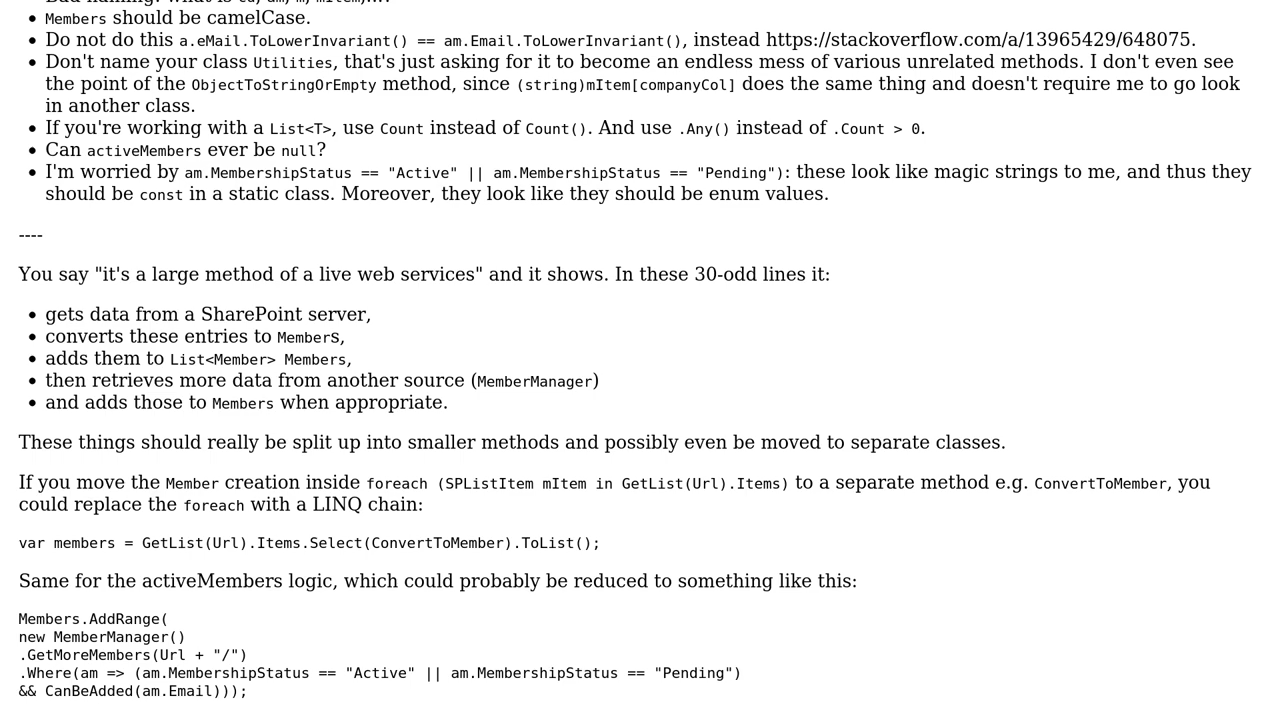 Members should be camelCase.
Do not do this a.eMail.ToLowerInvariant() == am.Email.ToLowerInvariant(), instead https://stackoverflow.com/a/13965429/648075.
Don't name your class Utilities, that's just asking for it to become an endless mess of various unrelated methods. I don't even see
the point of the ObjectToStringOrEmpty method, since (string)mItem[companyCol] does the same thing and doesn't require me to go look
in another class.
If you're working with a List<T>, use Count instead of Count(). And use .Any() instead of .Count > 0.
Can activeMembers ever be null?
I'm worried by am.MembershipStatus == "Active" || am.MembershipStatus == "Pending"): these look like magic strings to me, and thus they
should be const in a static class. Moreover, they look like they should be enum values.
----
You say "it's a large method of a live web services" and it shows. In these 30-odd lines it:
gets data from a SharePoint server,
converts these entries to Members,
adds them to List<Member> Members,
then retrieves more data from another source (MemberManager)
and adds those to Members when appropriate.
These things should really be split up into smaller methods and possibly even be moved to separate classes.
If you move the Member creation inside foreach (SPListItem mItem in GetList(Url).Items) to a separate method e.g. ConvertToMember, you
could replace the foreach with a LINQ chain:
var members = GetList(Url).Items.Select(ConvertToMember).ToList();
Same for the activeMembers logic, which could probably be reduced to something like this:
Members.AddRange(
new MemberManager()
.GetMoreMembers(Url + "/")
.Where(am => (am.MembershipStatus == "Active" || am.MembershipStatus == "Pending")
&& CanBeAdded(am.Email)));